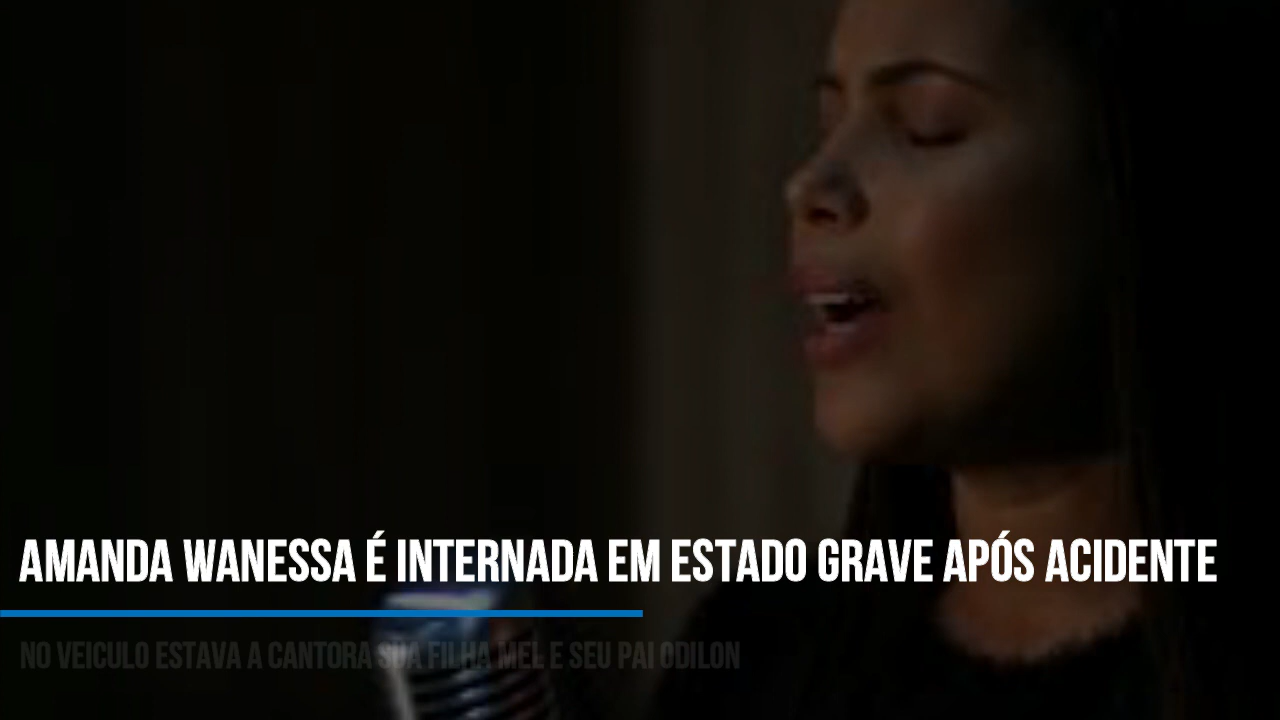 AMANDA WANESSA É INTERNADA EM ESTADO GRAVE APÓS ACIDENTE
NO VEICULO ESTAVA A CANTORA SUA FILHA MEL E SEU PAI ODILON